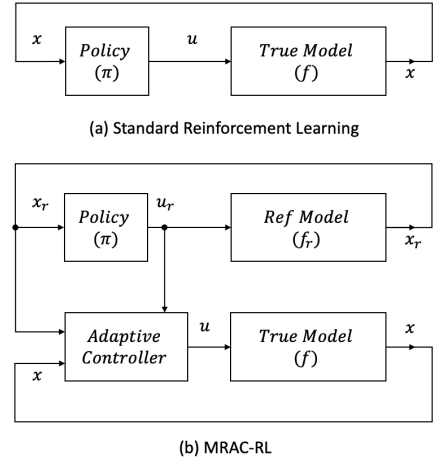 x Policy (π) u True Model (f) x
(a) Standard Reinforcement Learning
x_r Policy (π) u_r Ref Model (f_r) x_r
Adaptive Controller u True Model (f) x
x
(b) MRAC-RL